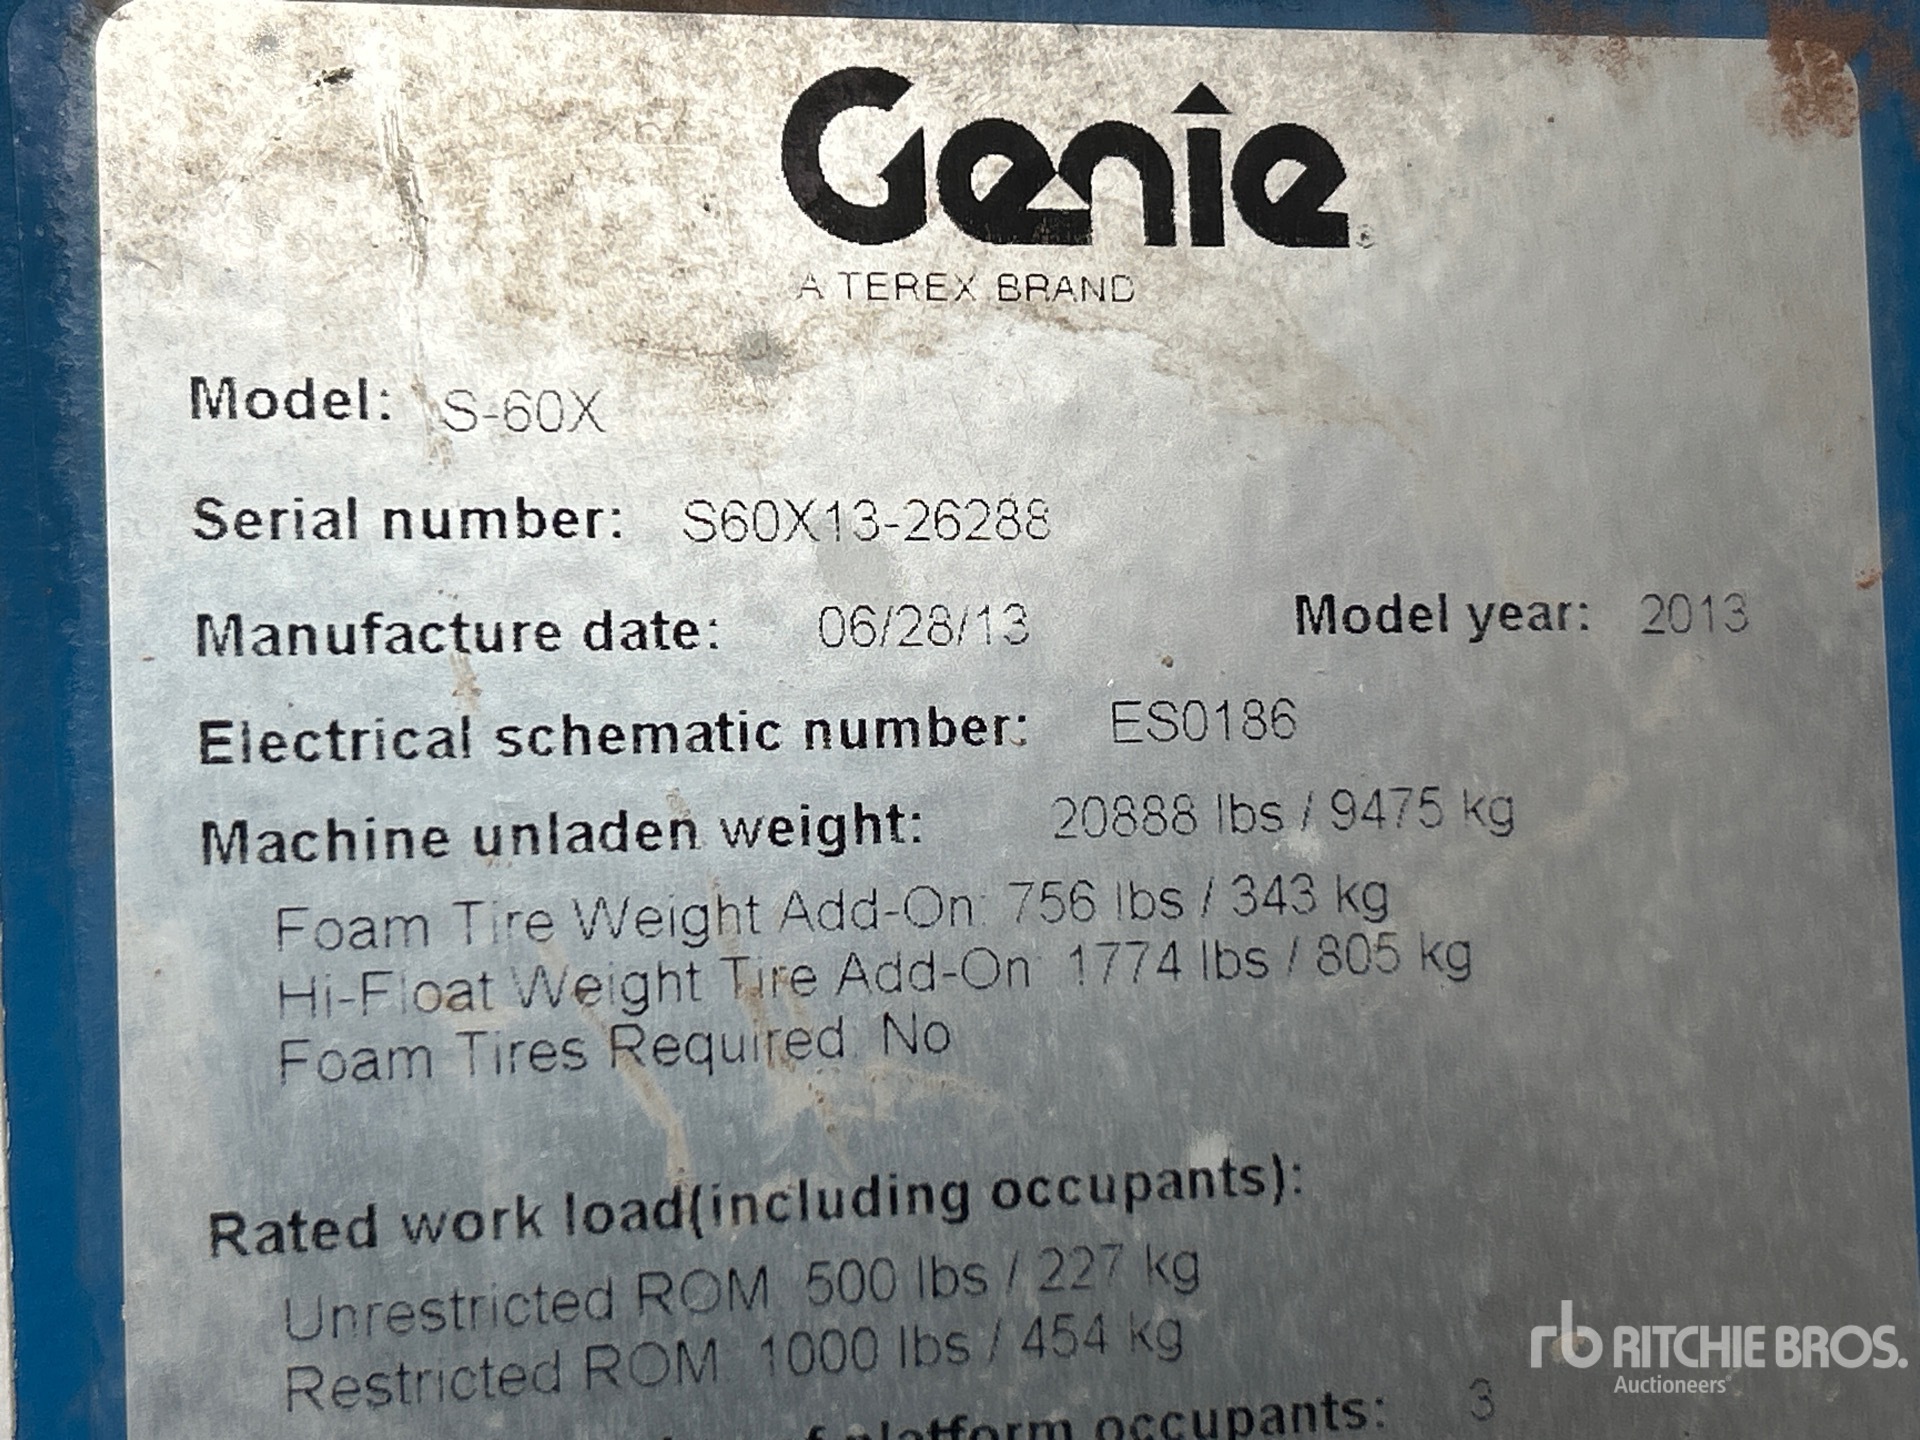 Genie
A TEREX BRAND
Model: S-60X
Serial number: S60X13-26288
Manufacture date: 06/28/13 Model year: 2013
Electrical schematic number: ES0186
Machine unladen weight: 20888 lbs / 9475 kg
Foam Tire Weight Add-On: 756 lbs / 343 kg
Hi-Float Weight Tire Add-On: 1774 lbs / 805 kg
Foam Tires Required: No
Rated work load(including occupants):
Unrestricted ROM: 500 lbs / 227 kg
Restricted ROM: 1000 lbs / 454 kg
of platform occupants: 3
rb RITCHIE BROS.
Auctioneers